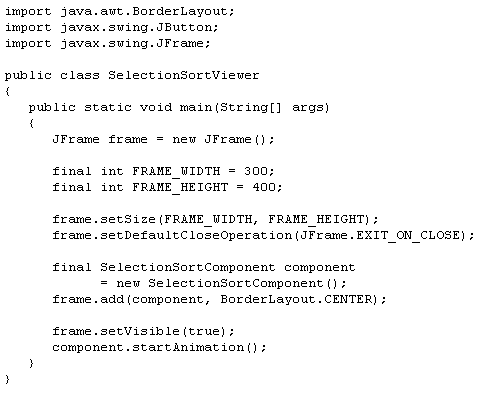 import java.awt.BorderLayout;
import javax.swing.JButton;
import javax.swing.JFrame;

public class SelectionSortViewer
{
   public static void main(String[] args)
   {
      JFrame frame = new JFrame();

      final int FRAME_WIDTH = 300;
      final int FRAME_HEIGHT = 400;

      frame.setSize(FRAME_WIDTH, FRAME_HEIGHT);
      frame.setDefaultCloseOperation(JFrame.EXIT_ON_CLOSE);

      final SelectionSortComponent component
            = new SelectionSortComponent();
      frame.add(component, BorderLayout.CENTER);

      frame.setVisible(true);
      component.startAnimation();
   }
}